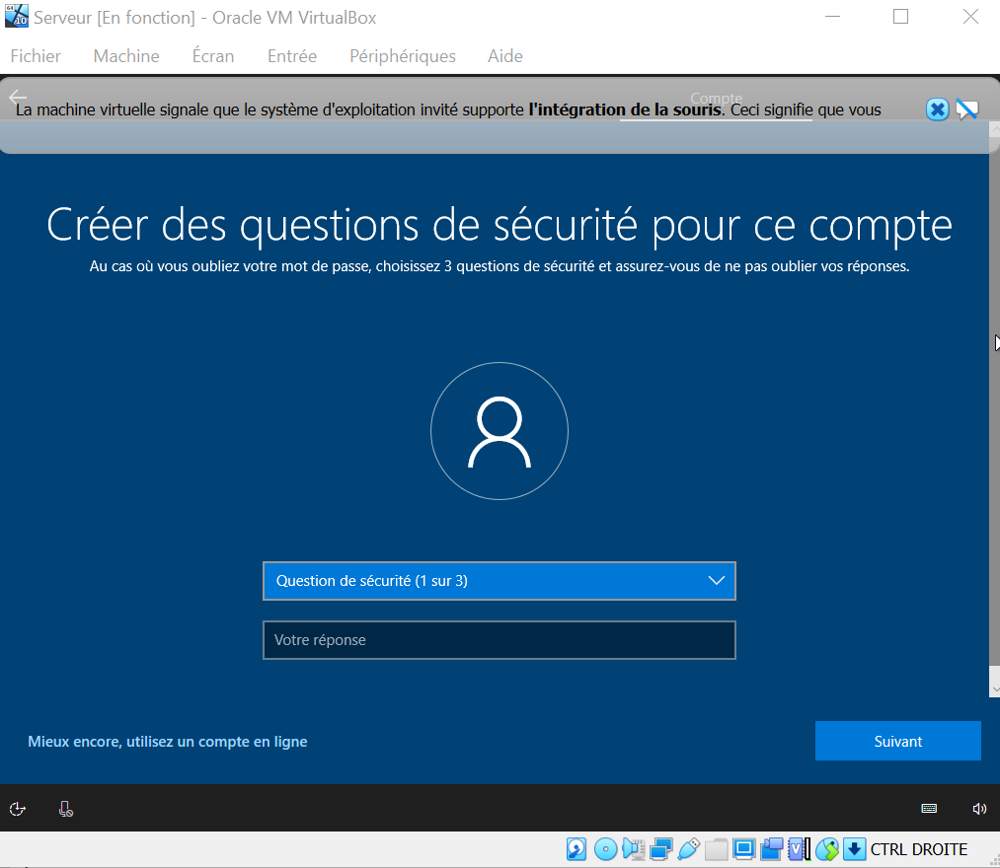 Serveur [En fonction] - Oracle VM VirtualBox
Fichier Machine Écran Entrée Périphériques Aide
Compte
La machine virtuelle signale que le système d'exploitation invité supporte l'intégration de la souris. Ceci signifie que vous
Créer des questions de sécurité pour ce compte
Au cas où vous oubliez votre mot de passe, choisissez 3 questions de sécurité et assurez-vous de ne pas oublier vos réponses.
Question de sécurité (1 sur 3)
Votre réponse
Mieux encore, utilisez un compte en ligne
Suivant
CTRL DROITE